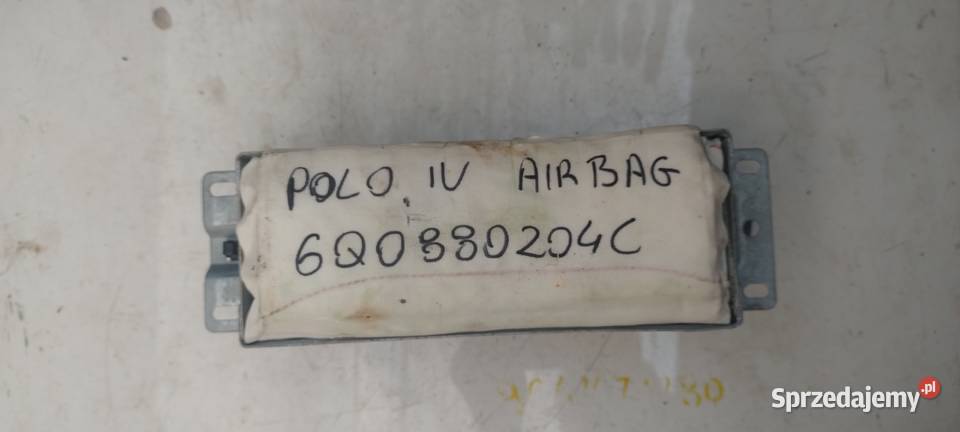 POLO IV AIRBAG
6Q0880204C
Sprzedajemy.pl